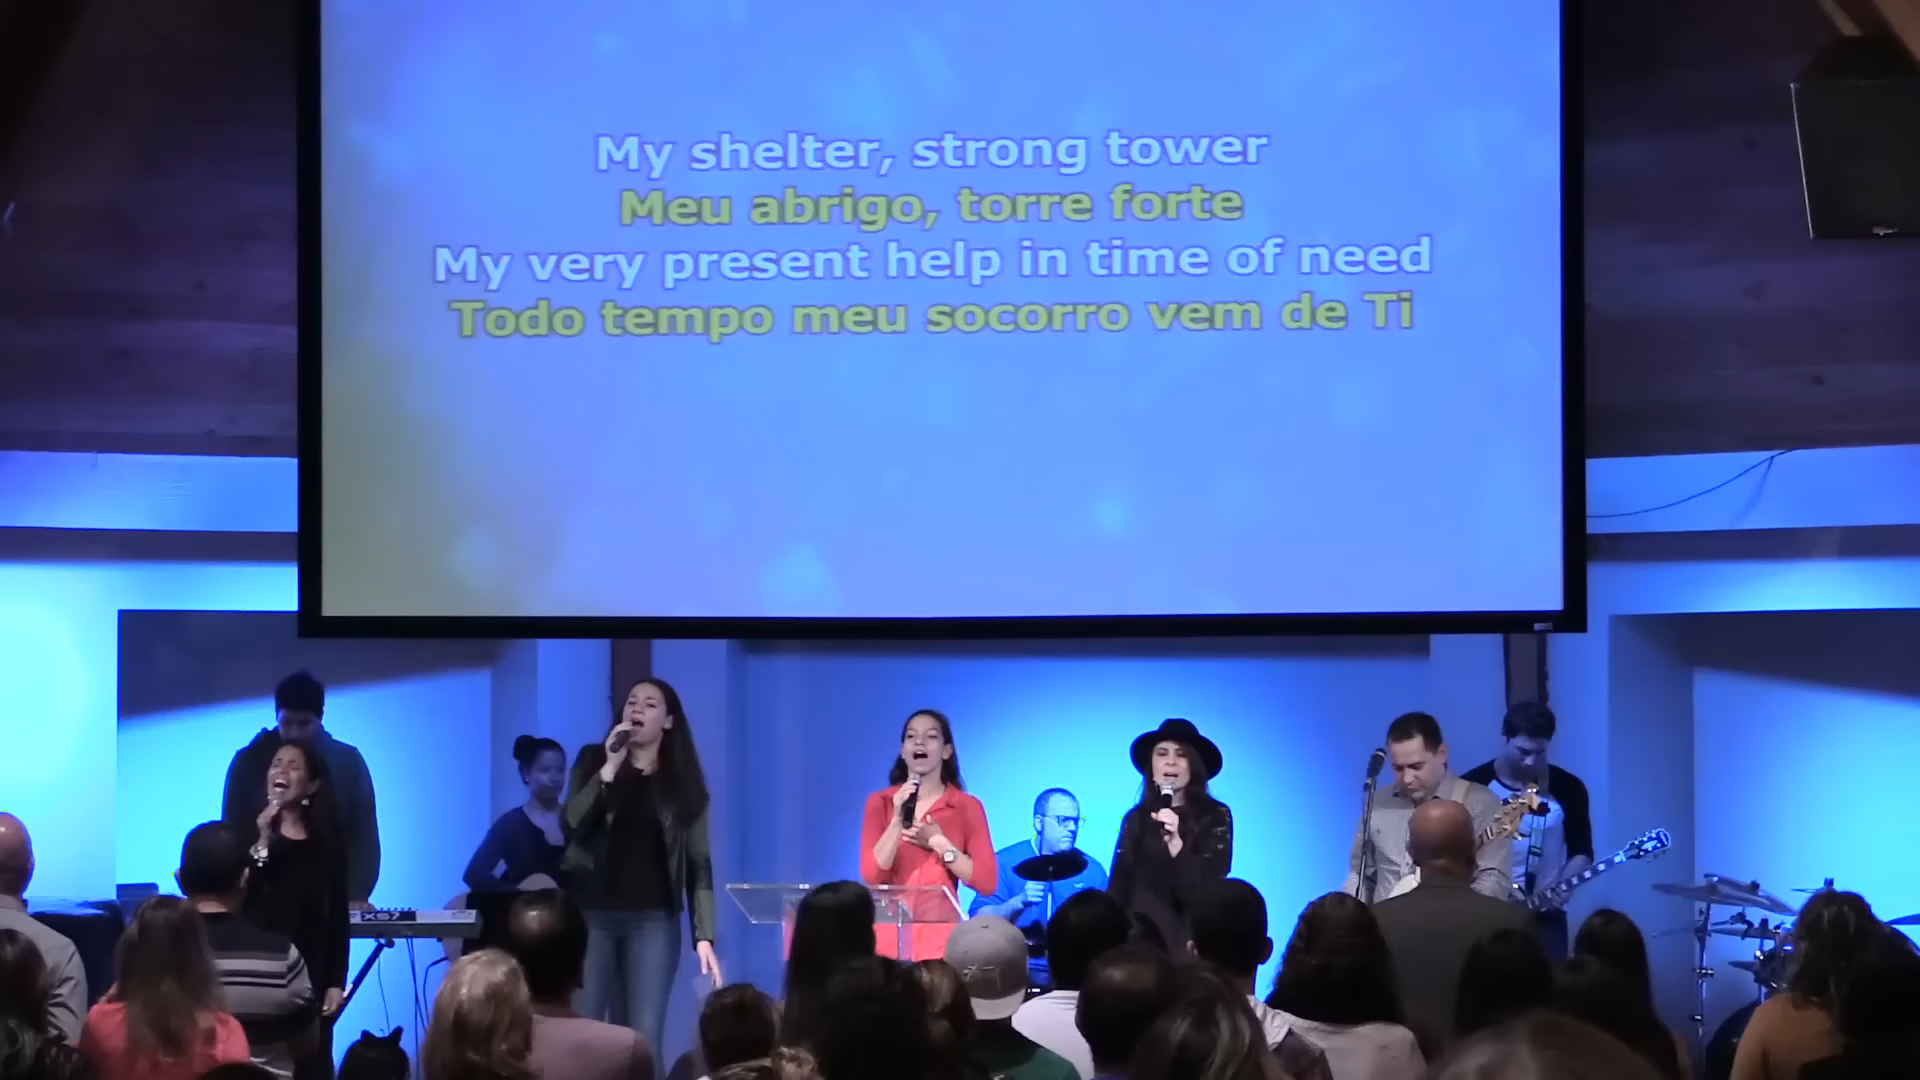 My shelter, strong tower
Meu abrigo, torre forte
My very present help in time of need
Todo tempo meu socorro vem de Ti
XS7